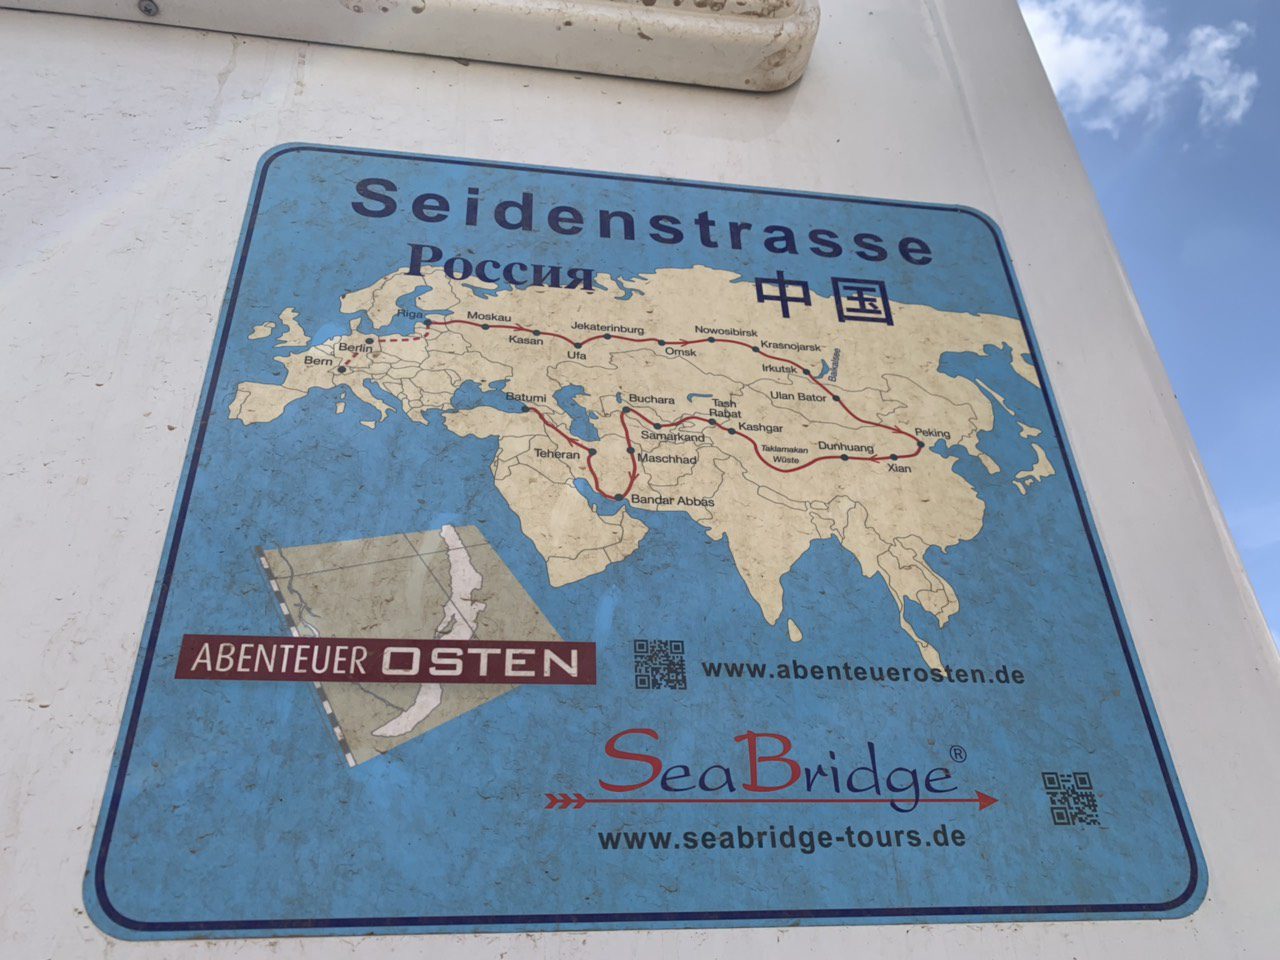 Seidenstrasse
Россия
中国
Riga
Moskau
Kasan
Jekaterinburg
Ufa
Omsk
Nowosibirsk
Krasnojarsk
Irkutsk
Baikalsee
Ulan Bator
Berlin
Bern
Batumi
Buchara
Tash
Rabat
Samarkand
Kashgar
Taklamakan
Wüste
Dunhuang
Peking
Xian
Teheran
Maschhad
Bandar Abbas
ABENTEUER OSTEN
www.abenteuerosten.de
SeaBridge®
www.seabridge-tours.de